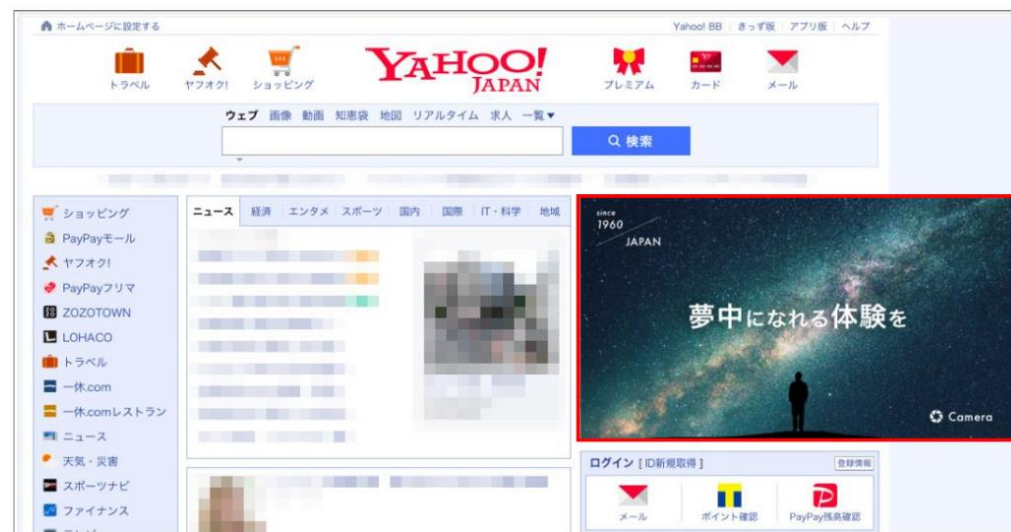 ホームページに設定する
Yahoo! BB きっず版 アプリ版 ヘルプ
トラベル ヤフオク! ショッピング
YAHOO!
JAPAN
プレミアム カード メール
ウェブ 画像 動画 知恵袋 地図 リアルタイム 求人 一覧▼
検索
ショッピング
PayPayモール
ヤフオク!
PayPayフリマ
ZOZOTOWN
LOHACO
トラベル
一休.com
一休.comレストラン
ニュース
天気・災害
スポーツナビ
ファイナンス
ニュース 経済 エンタメ スポーツ 国内 国際 IT・科学 地域
since
1960
JAPAN
夢中になれる体験を
Camera
ログイン [ ID新規取得 ]
登録情報
メール ポイント確認 PayPay残高確認